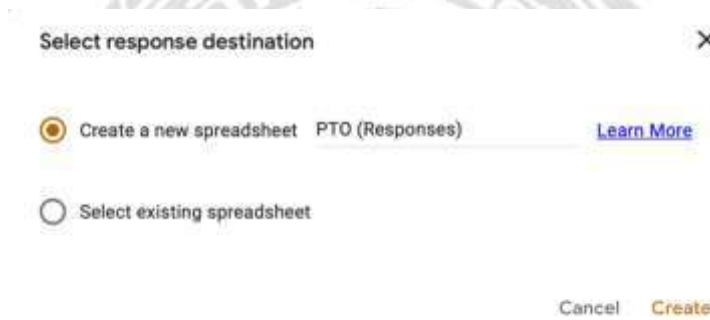 Select response destination
Create a new spreadsheet PTO (Responses) Learn More
Select existing spreadsheet
Cancel Create